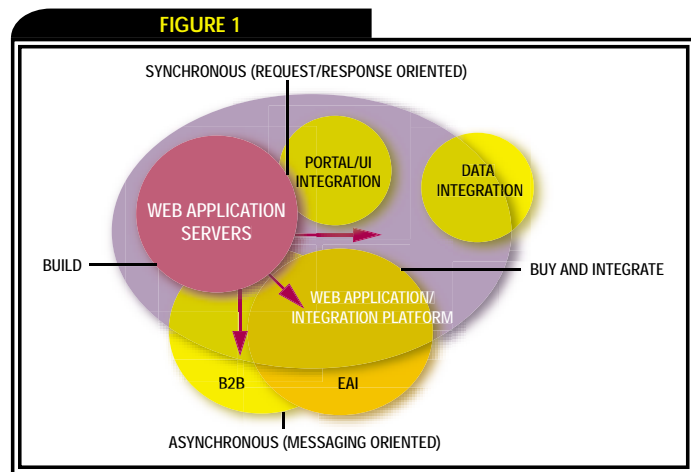 FIGURE 1
SYNCHRONOUS (REQUEST/RESPONSE ORIENTED)
PORTAL/UI
INTEGRATION
DATA
INTEGRATION
WEB APPLICATION
SERVERS
BUILD
BUY AND INTEGRATE
WEB APPLICATION/
INTEGRATION PLATFORM
B2B
EAI
ASYNCHRONOUS (MESSAGING ORIENTED)